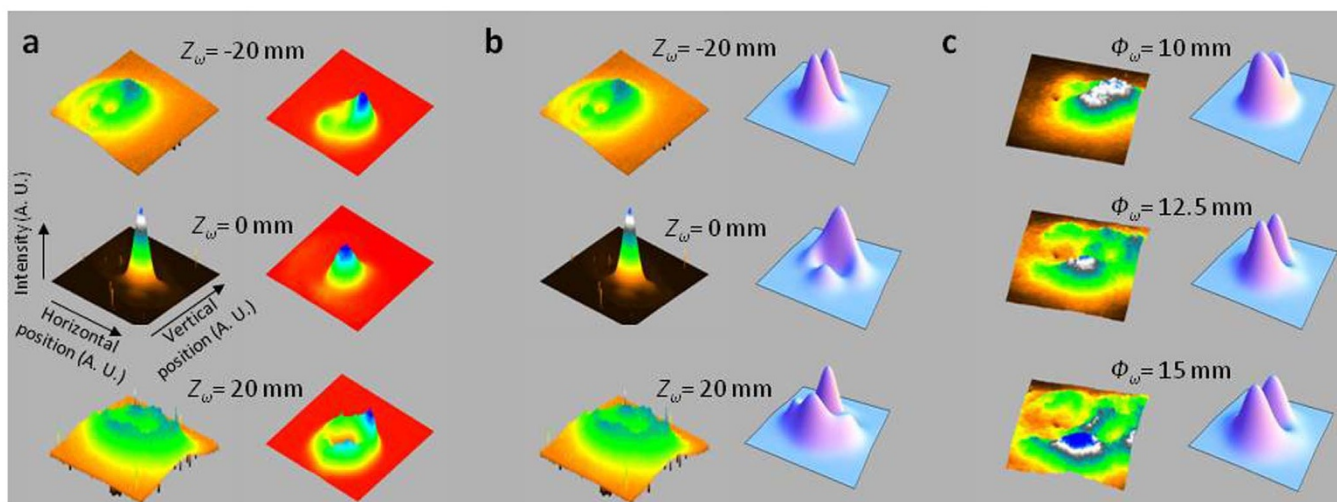 a
Z_ω= -20 mm
Z_ω= 0 mm
Z_ω= 20 mm
Intensity (A. U.)
Horizontal
position (A. U.)
Vertical
position (A. U.)
b
Z_ω= -20 mm
Z_ω= 0 mm
Z_ω= 20 mm
c
Φ_ω= 10 mm
Φ_ω= 12.5 mm
Φ_ω= 15 mm